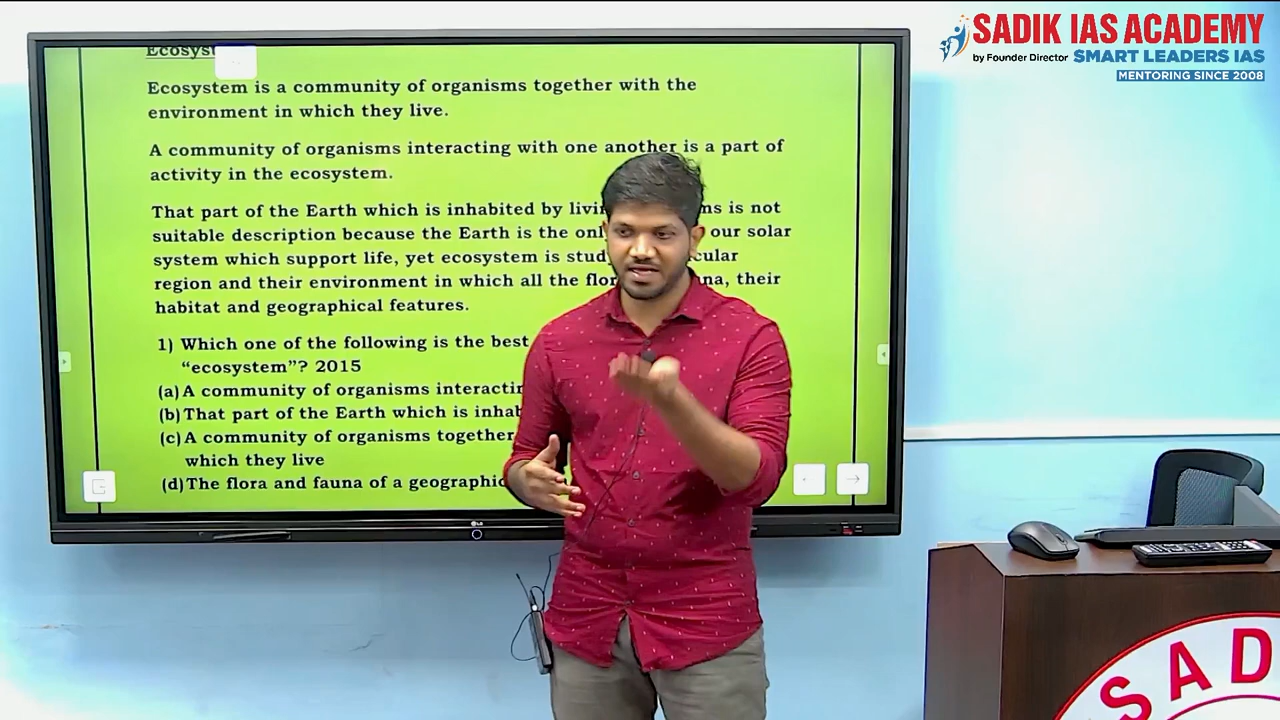 SADIK IAS ACADEMY
by Founder Director SMART LEADERS IAS
MENTORING SINCE 2008
Ecosyst
Ecosystem is a community of organisms together with the
environment in which they live.
A community of organisms interacting with one another is a part of
activity in the ecosystem.
That part of the Earth which is inhabited by livi ns is not
suitable description because the Earth is the onl our solar
system which support life, yet ecosystem is stud cular
region and their environment in which all the flor na, their
habitat and geographical features.
1) Which one of the following is the best
“ecosystem”? 2015
(a) A community of organisms interactin
(b) That part of the Earth which is inhab
(c) A community of organisms together
which they live
(d) The flora and fauna of a geographic
LG
SAD